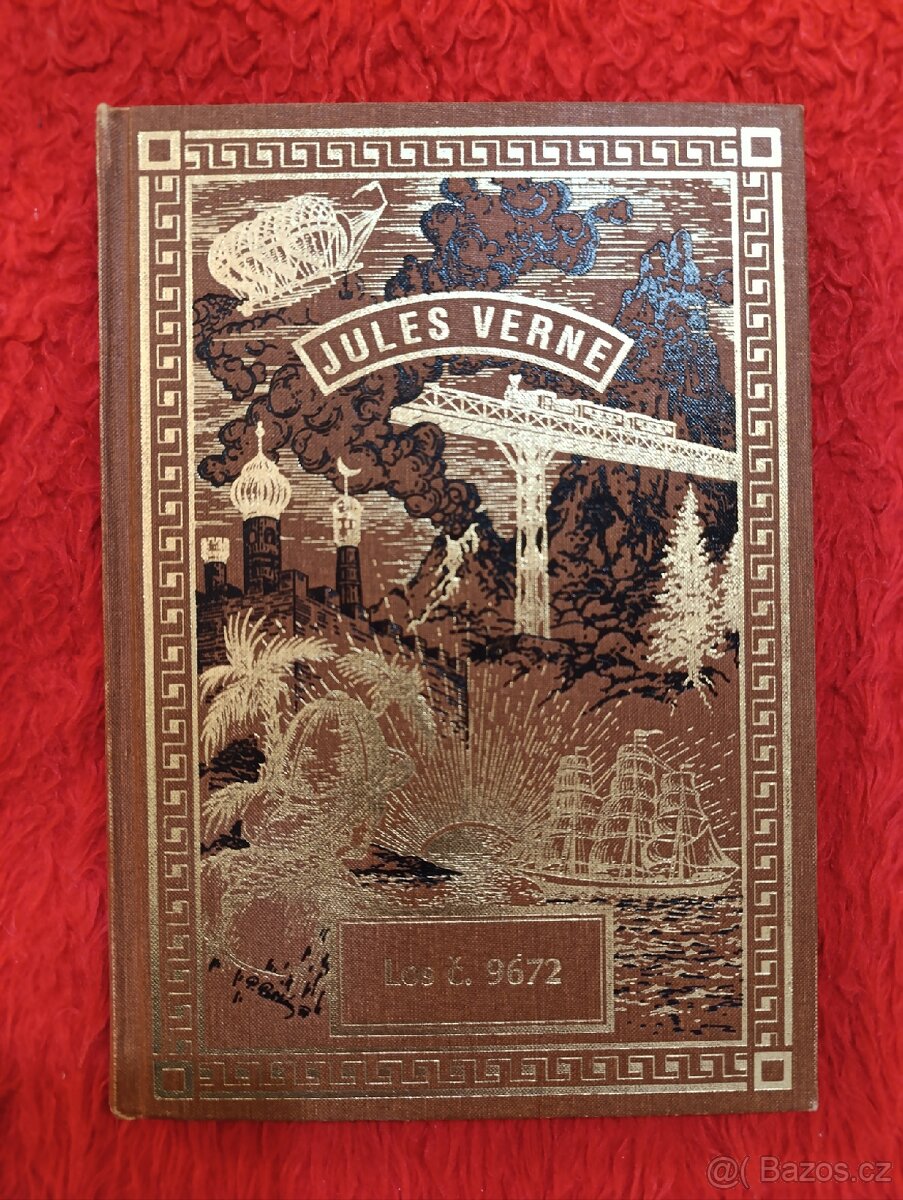 JULES VERNE
Los č. 9672
@( Bazos.cz